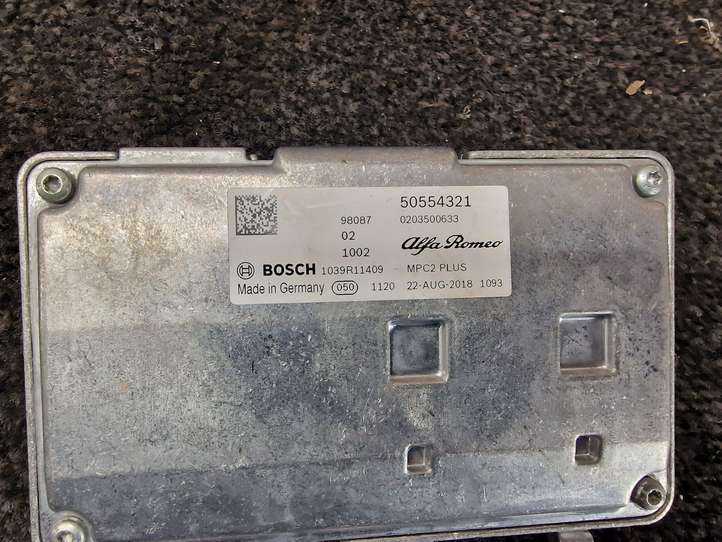 50554321
98087 0203500633
02
1002 Alfa Romeo
BOSCH 1039R11409 MPC2 PLUS
Made in Germany 050 1120 22-AUG-2018 1093